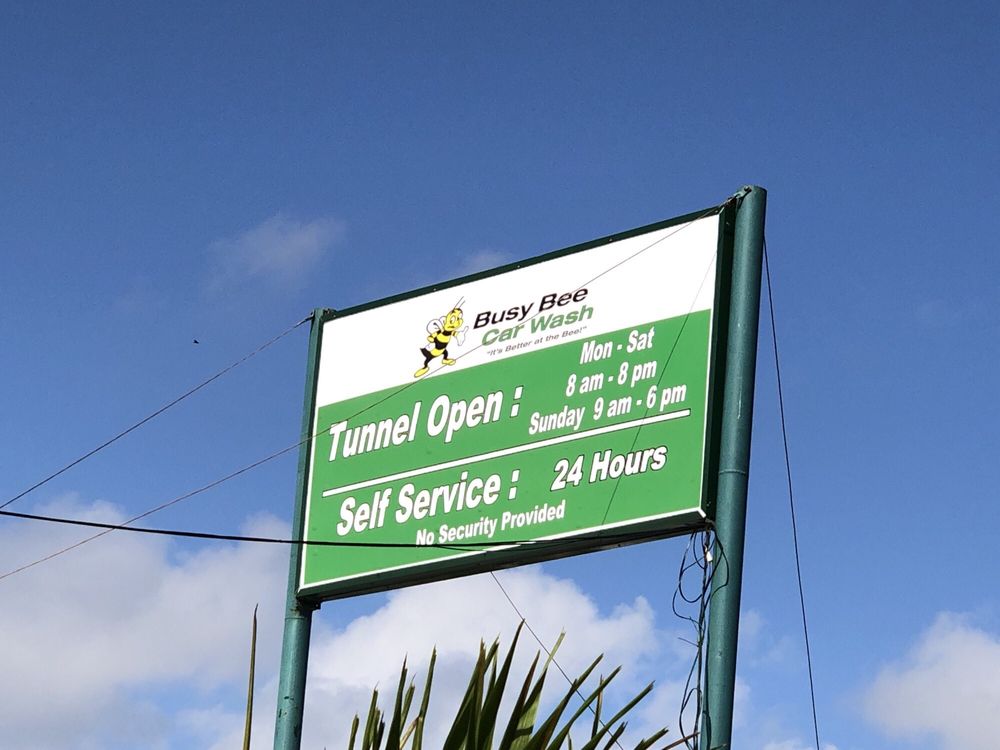 Busy Bee
Car Wash
"It's Better at the Bee!"
Tunnel Open :
Mon - Sat
8 am - 8 pm
Sunday 9 am - 6 pm
Self Service : 24 Hours
No Security Provided